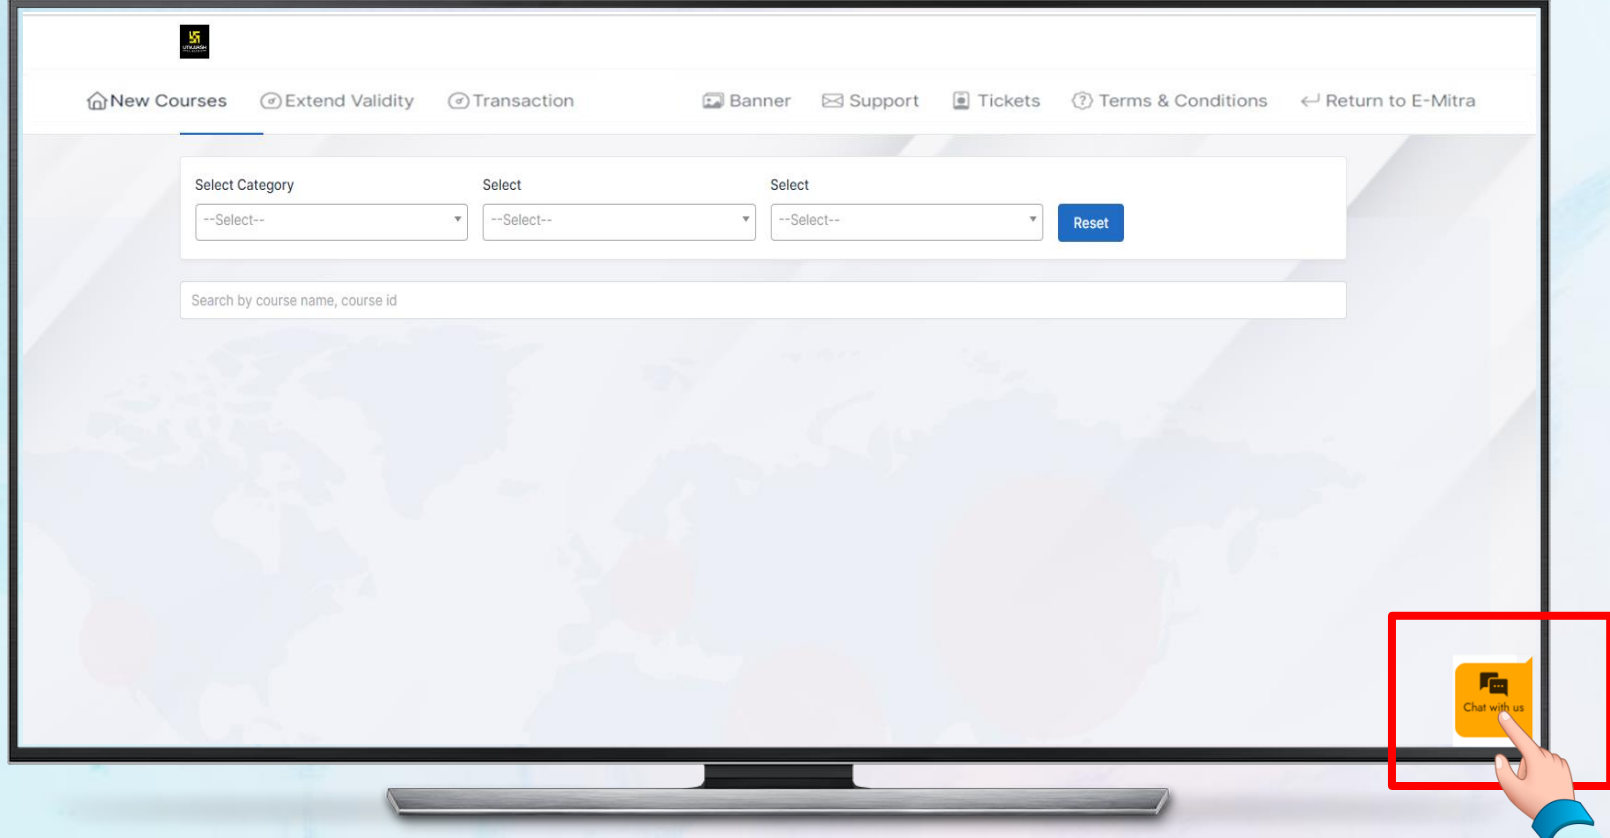 UTKARSH
New Courses Extend Validity Transaction Banner Support Tickets Terms & Conditions Return to E-Mitra
Select Category Select Select
--Select-- --Select-- --Select-- Reset
Search by course name, course id
Chat with us